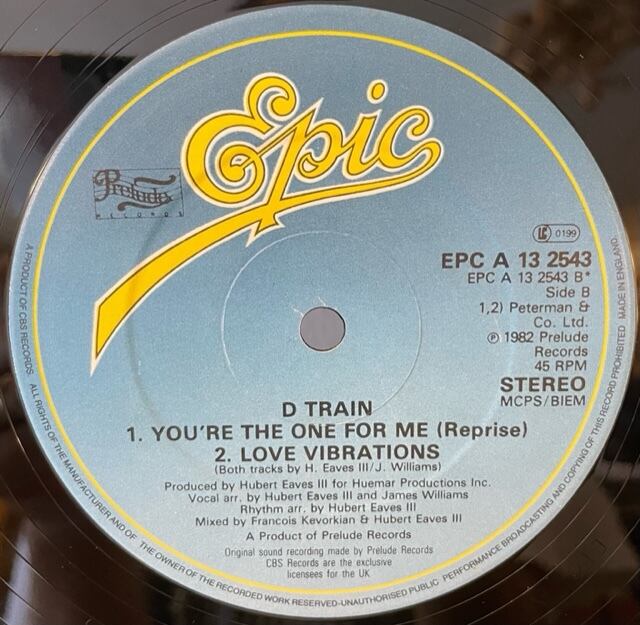 Epic
Prelude
RECORDS
LC 0199
EPC A 13 2543
EPC A 13 2543 B*
Side B
1,2) Peterman &
Co. Ltd.
℗ 1982 Prelude
Records
45 RPM
STEREO
MCPS/BIEM
D TRAIN
1. YOU'RE THE ONE FOR ME (Reprise)
2. LOVE VIBRATIONS
(Both tracks by H. Eaves III/J. Williams)
Produced by Hubert Eaves III for Huemar Productions Inc.
Vocal arr. by Hubert Eaves III and James Williams
Rhythm arr. by Hubert Eaves III
Mixed by Francois Kevorkian & Hubert Eaves III
A Product of Prelude Records
Original sound recording made by Prelude Records
CBS Records are the exclusive
licensees for the UK
A PRODUCT OF CBS RECORDS ALL RIGHTS OF THE MANUFACTURER AND OF THE OWNER OF THE RECORDED WORK RESERVED-UNAUTHORISED PUBLIC PERFORMANCE BROADCASTING AND COPYING OF THIS RECORD PROHIBITED MADE IN ENGLAND